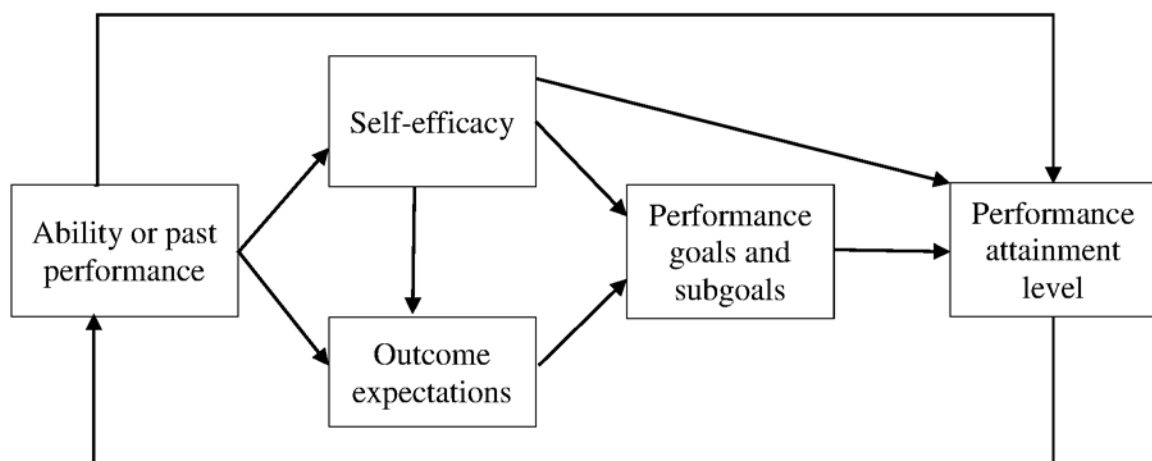 Self-efficacy
Ability or past
performance
Performance
goals and
subgoals
Performance
attainment
level
Outcome
expectations